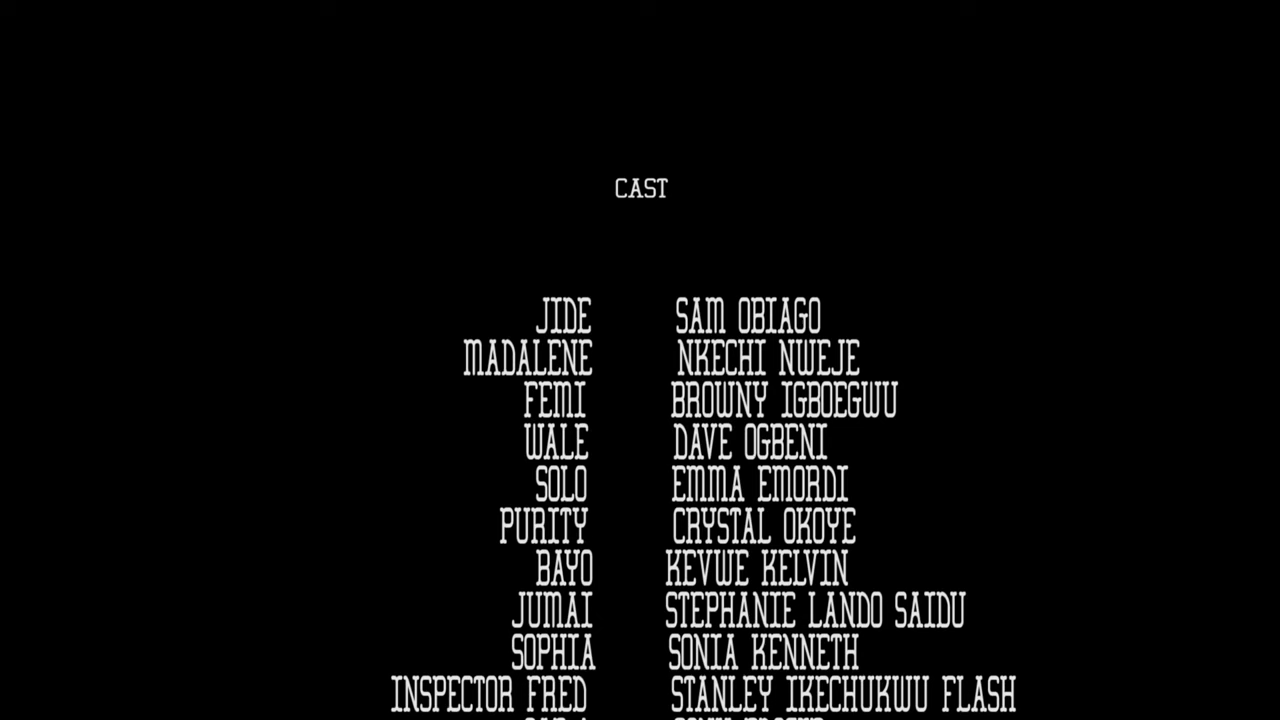 CAST
JIDE SAM OBIAGO
MADALENE NKECHI NWEJE
FEMI BROWNY IGBOEGWU
WALE DAVE OGBENI
SOLO EMMA EMORDI
PURITY CRYSTAL OKOYE
BAYO KEVWE KELVIN
JUMAI STEPHANIE LANDO SAIDU
SOPHIA SONIA KENNETH
INSPECTOR FRED STANLEY IKECHUKWU FLASH